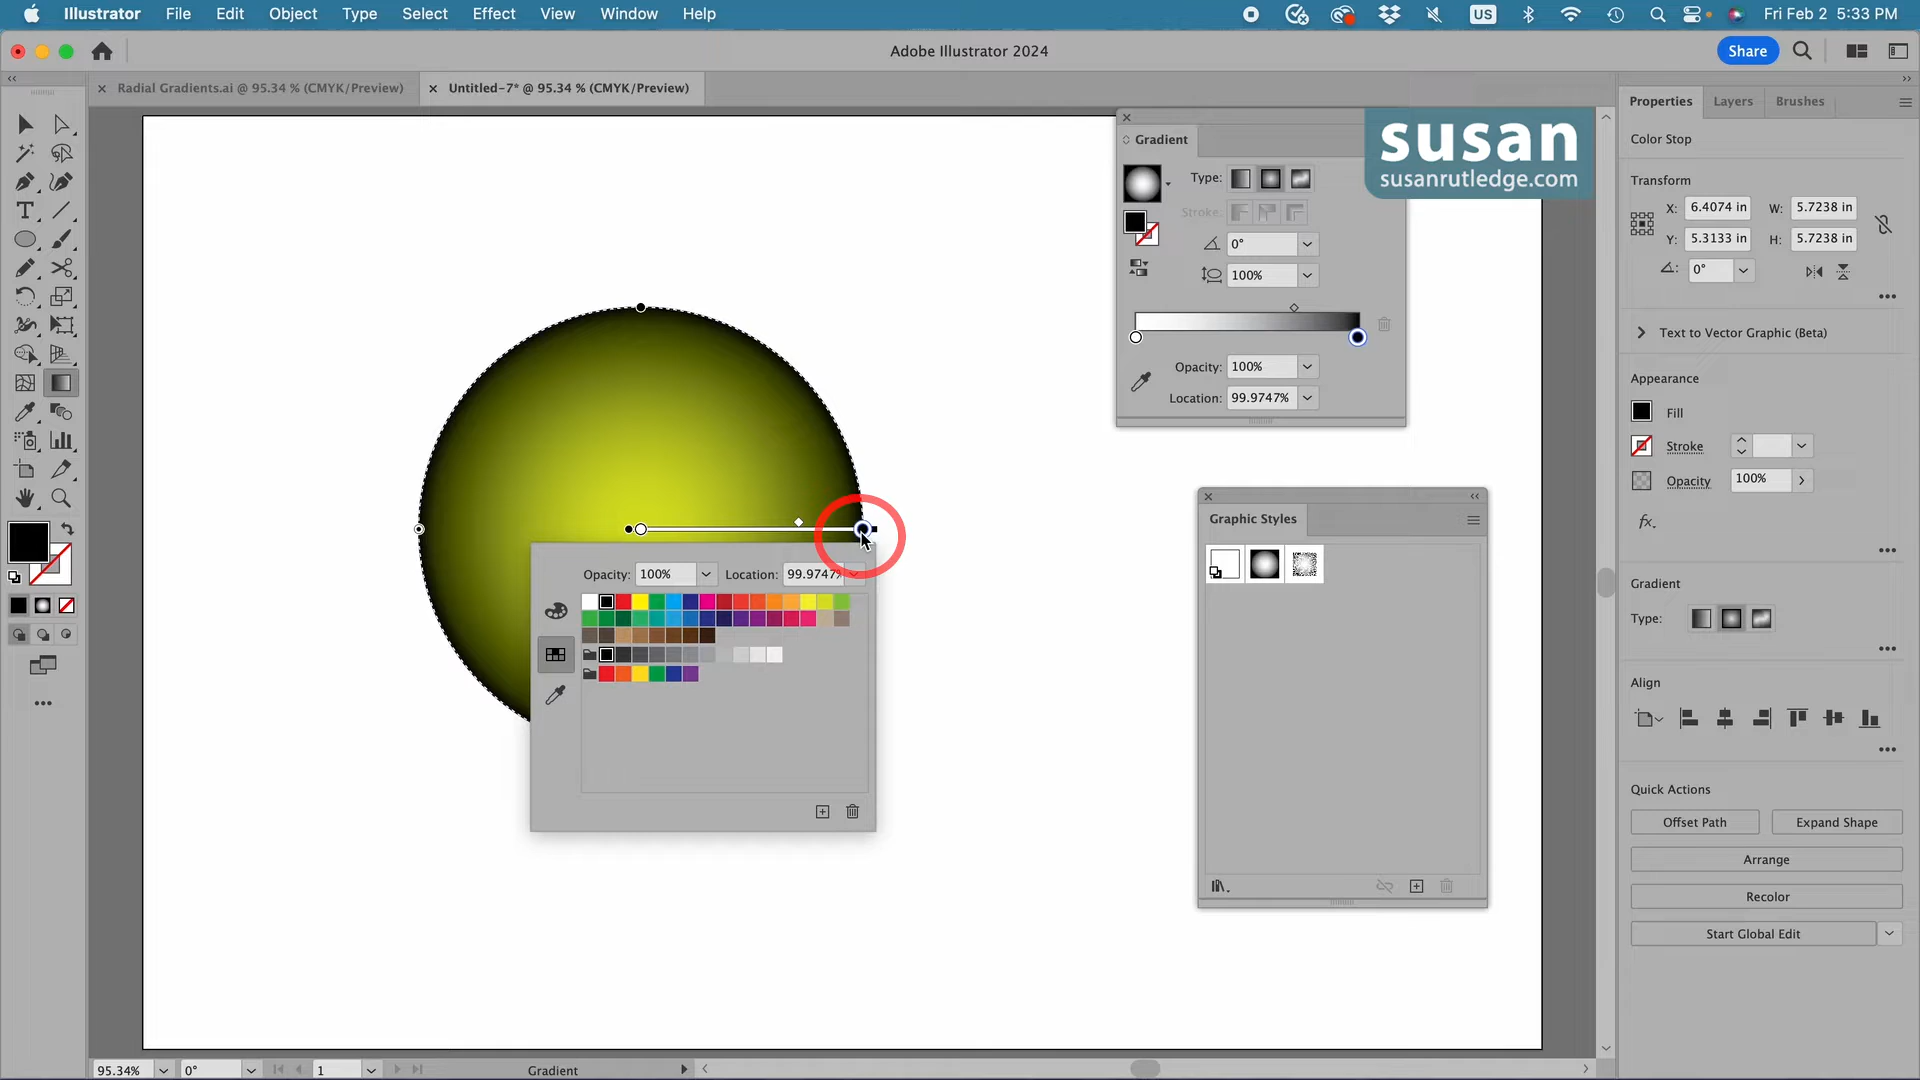 Illustrator File Edit Object Type Select Effect View Window Help US Fri Feb 2 5:33 PM
Adobe Illustrator 2024 Share
Radial Gradients.ai @ 95.34 % (CMYK/Preview) Untitled-7* @ 95.34 % (CMYK/Preview)
Properties Layers Brushes
Gradient
susan
susanrutledge.com
Color Stop
Type:
Transform
Stroke:
X: 6.4074 in W: 5.7238 in
0°
Y: 5.3133 in H: 5.7238 in
100%
0°
Text to Vector Graphic (Beta)
Opacity: 100%
Location: 99.9747%
Appearance
Fill
Stroke
Opacity 100%
fx.
Graphic Styles
Opacity: 100% Location: 99.9747%
Gradient
Type:
Align
Quick Actions
Offset Path Expand Shape
Arrange
Recolor
Start Global Edit
95.34% 0° 1 Gradient